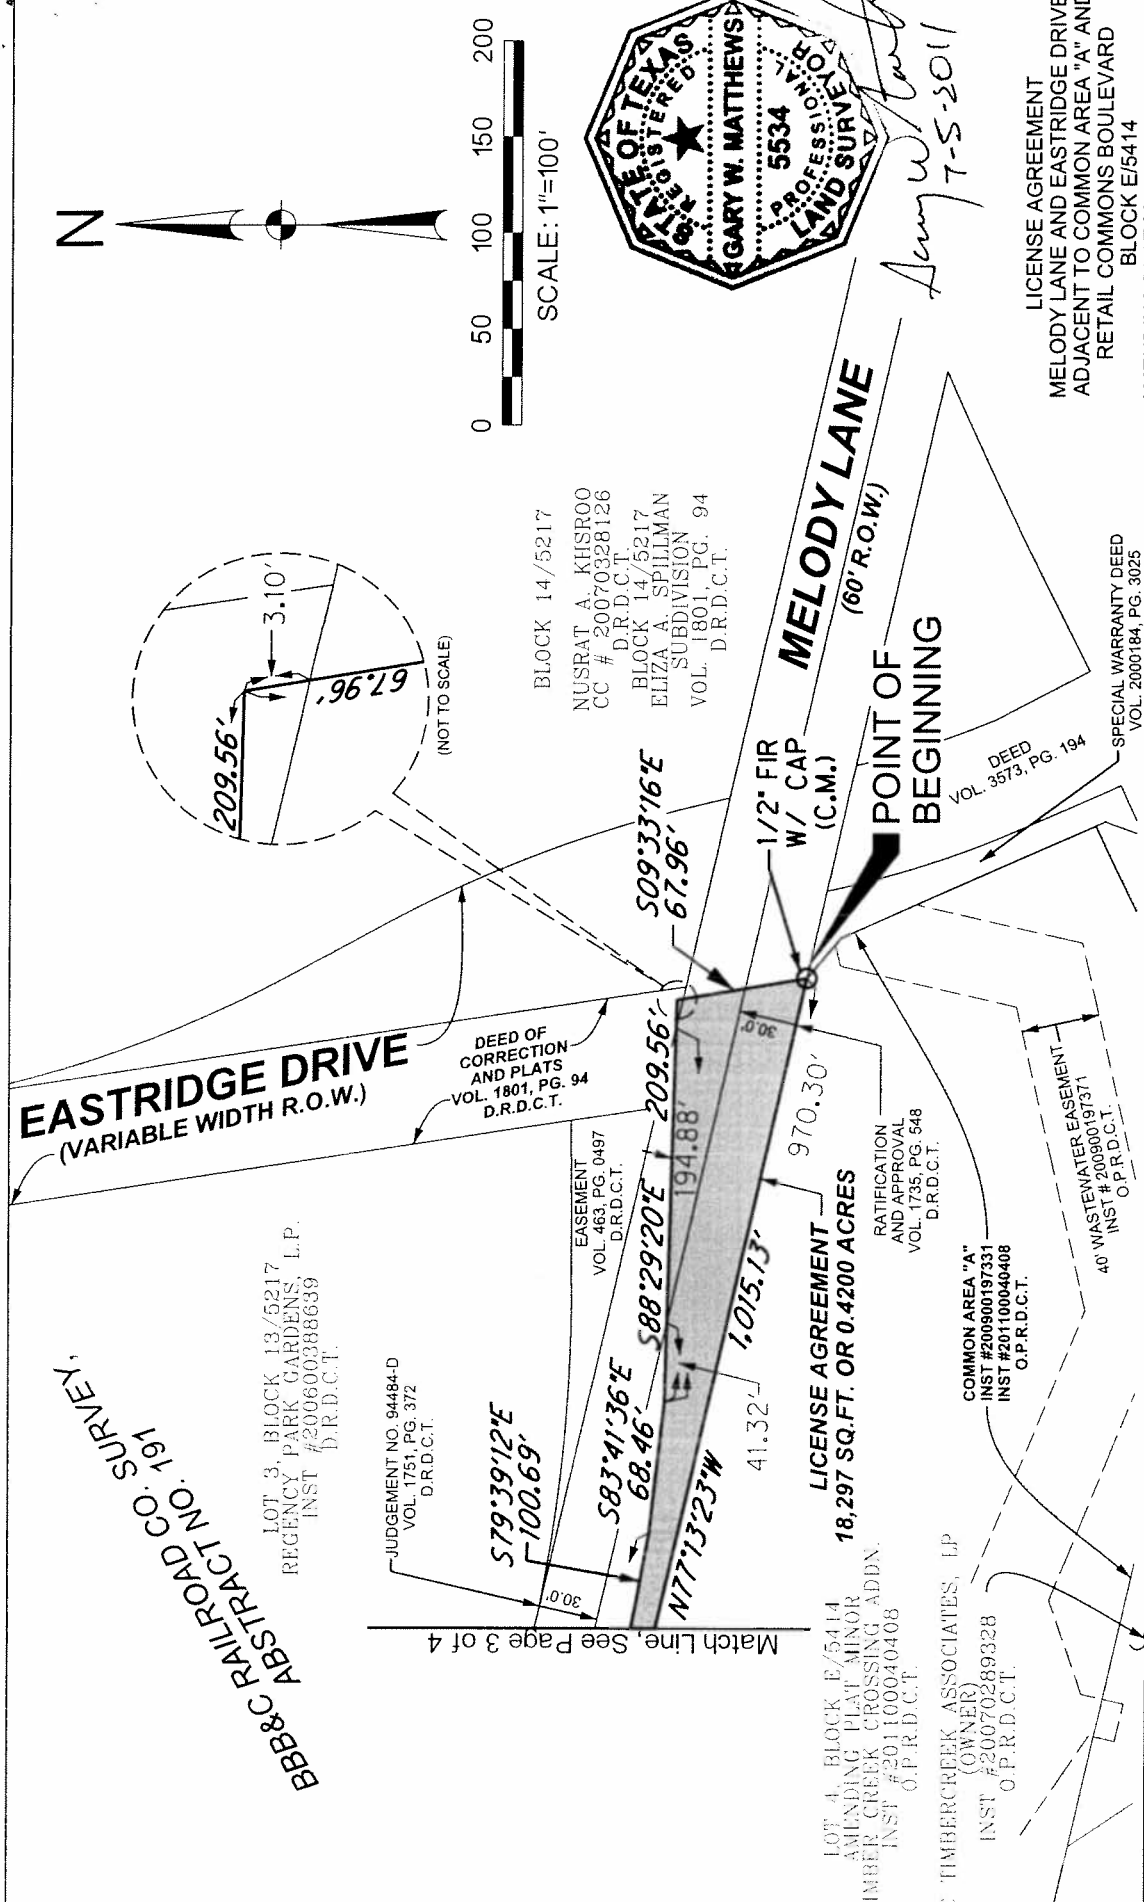 BBB&C RAILROAD CO. SURVEY,
ABSTRACT NO. 191
LOT 3, BLOCK 13/5217
REGENCY PARK GARDENS, L.P.
INST #200600388639
D.R.D.C.T.
JUDGEMENT NO. 94484-D
VOL. 1751, PG. 372
D.R.D.C.T.
EASTRIDGE DRIVE
(VARIABLE WIDTH R.O.W.)
DEED OF
CORRECTION
AND PLATS
VOL. 1801, PG. 94
D.R.D.C.T.
EASEMENT
VOL. 463, PG. 0497
D.R.D.C.T.
209.56'
3.10'
67.96'
(NOT TO SCALE)
N
0 50 100 150 200
SCALE: 1"=100'
BLOCK 14/5217
NUSRAT A. KHSROO
CC # 20070328126
D.R.D.C.T.
BLOCK 14/5217
ELIZA A. SPILLMAN
SUBDIVISION
VOL. 1801, PG. 94
D.R.D.C.T.
STATE OF TEXAS
REGISTERED
GARY W. MATTHEWS
5534
PROFESSIONAL
LAND SURVEYOR
7-5-2011
Match Line, See Page 3 of 4
30.0'
S79°39'12"E
100.69'
S83°41'36"E
68.46'
S88°29'20"E 209.56'
194.88'
S09°33'16"E
67.96'
30.0'
1/2" FIR
W/ CAP
(C.M.)
MELODY LANE
(60' R.O.W.)
POINT OF
BEGINNING
N77°13'23"W 1,015.13'
41.32'
970.30'
LICENSE AGREEMENT
18,297 SQ.FT. OR 0.4200 ACRES
RATIFICATION
AND APPROVAL
VOL. 1735, PG. 548
D.R.D.C.T.
DEED
VOL. 3573, PG. 194
SPECIAL WARRANTY DEED
VOL. 2000184, PG. 3025
LOT 4, BLOCK E/5414
AMENDING PLAT MINOR
MBER CREEK CROSSING ADDN.
INST #201100040408
O.P.R.D.C.T.
TIMBERCREEK ASSOCIATES, LP
(OWNER)
INST #20070289328
O.P.R.D.C.T.
COMMON AREA "A"
INST #200900197331
INST #201100040408
O.P.R.D.C.T.
40' WASTEWATER EASEMENT
INST # 200900197371
O.P.R.D.C.T.
LICENSE AGREEMENT
MELODY LANE AND EASTRIDGE DRIVE
ADJACENT TO COMMON AREA "A" AND
RETAIL COMMONS BOULEVARD
BLOCK E/5414